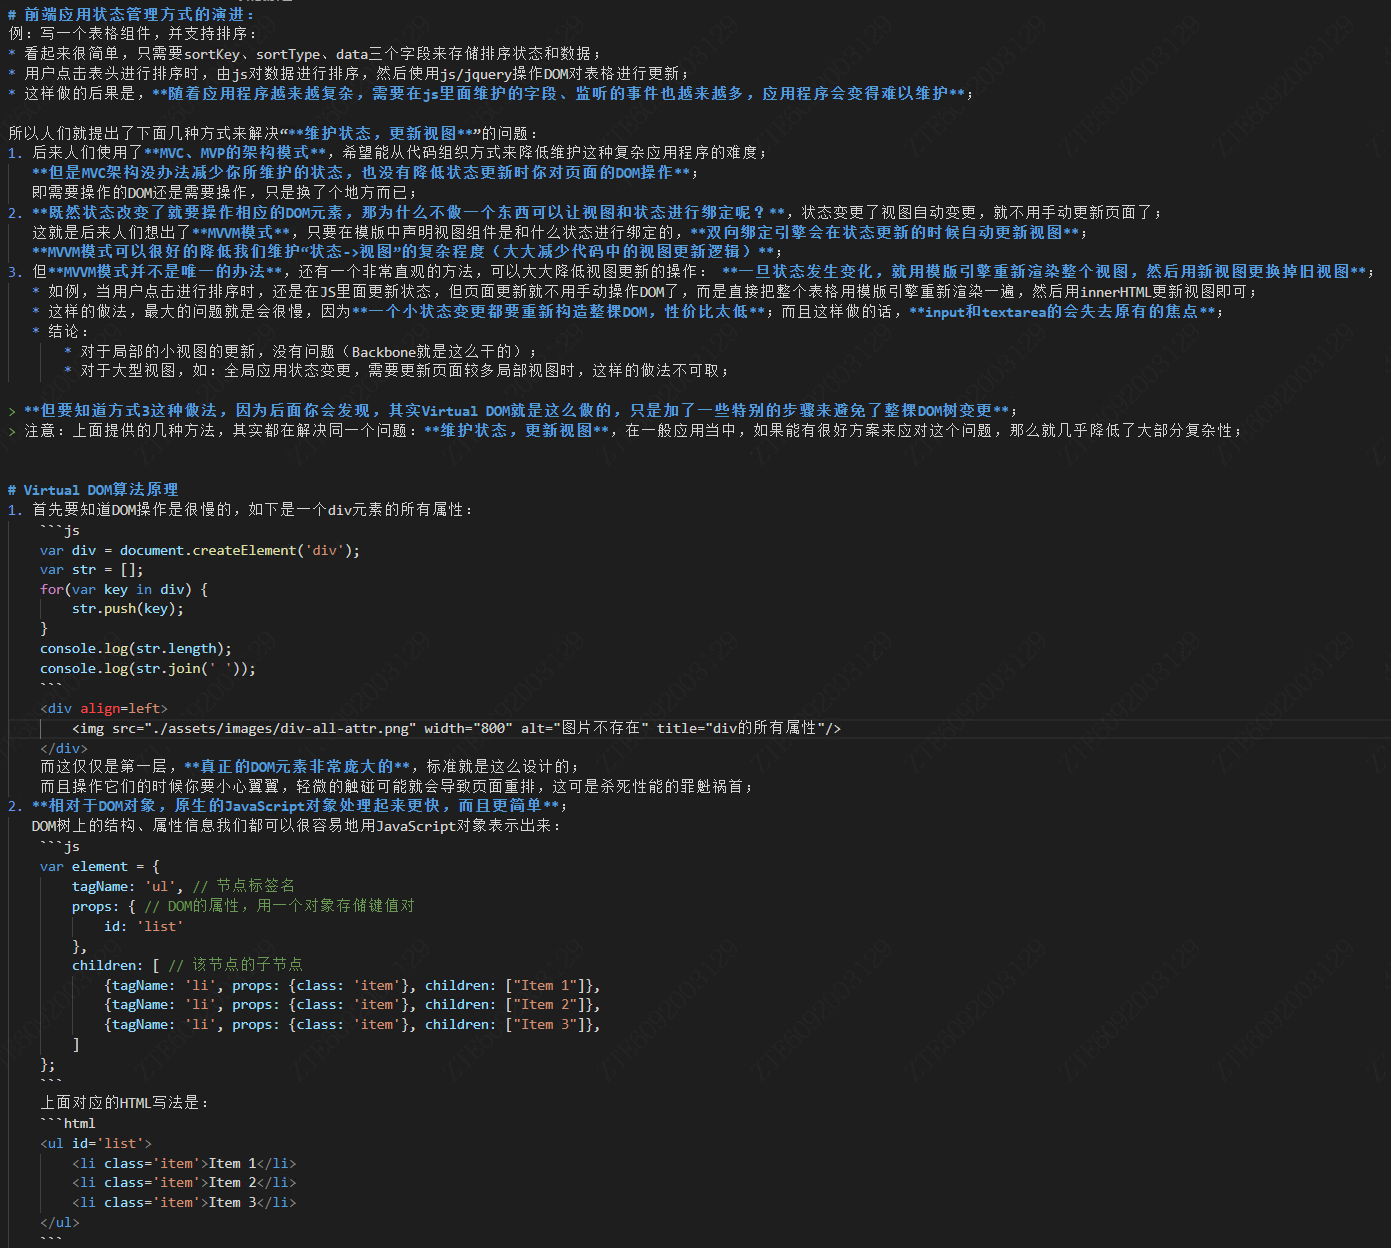 # 前端应用状态管理方式的演进：
例：写一个表格组件，并支持排序：
* 看起来很简单，只需要sortKey、sortType、data三个字段来存储排序状态和数据；
* 用户点击表头进行排序时，由js对数据进行排序，然后使用js/jquery操作DOM对表格进行更新；
* 这样做的后果是，**随着应用程序越来越复杂，需要在js里面维护的字段、监听的事件也越来越多，应用程序会变得难以维护**；
所以人们就提出了下面几种方式来解决“**维护状态，更新视图**”的问题：
1. 后来人们使用了**MVC、MVP的架构模式**，希望能从代码组织方式来降低维护这种复杂应用程序的难度；
**但是MVC架构没办法减少你所维护的状态，也没有降低状态更新时你对页面的DOM操作**；
即需要操作的DOM还是需要操作，只是换了个地方而已；
2. **既然状态改变了就要操作相应的DOM元素，那为什么不做一个东西可以让视图和状态进行绑定呢？**，状态变更了视图自动变更，就不用手动更新页面了；
这就是后来人们想出了**MVVM模式**，只要在模版中声明视图组件是和什么状态进行绑定的，**双向绑定引擎会在状态更新的时候自动更新视图**；
**MVVM模式可以很好的降低我们维护“状态->视图”的复杂程度（大大减少代码中的视图更新逻辑）**；
3. 但**MVVM模式并不是唯一的办法**，还有一个非常直观的方法，可以大大降低视图更新的操作： **一旦状态发生变化，就用模版引擎重新渲染整个视图，然后用新视图更换掉旧视图**；
* 如例，当用户点击进行排序时，还是在JS里面更新状态，但页面更新就不用手动操作DOM了，而是直接把整个表格用模版引擎重新渲染一遍，然后用innerHTML更新视图即可；
* 这样的做法，最大的问题就是会很慢，因为**一个小状态变更都要重新构造整棵DOM，性价比太低**；而且这样做的话，**input和textarea的会失去原有的焦点**；
* 结论：
* 对于局部的小视图的更新，没有问题（Backbone就是这么干的）；
* 对于大型视图，如：全局应用状态变更，需要更新页面较多局部视图时，这样的做法不可取；
> **但要知道方式3这种做法，因为后面你会发现，其实Virtual DOM就是这么做的，只是加了一些特别的步骤来避免了整棵DOM树变更**；
> 注意：上面提供的几种方法，其实都在解决同一个问题：**维护状态，更新视图**，在一般应用当中，如果能有很好方案来应对这个问题，那么就几乎降低了大部分复杂性；
# Virtual DOM算法原理
1. 首先要知道DOM操作是很慢的，如下是一个div元素的所有属性：
```js
var div = document.createElement('div');
var str = [];
for(var key in div) {
str.push(key);
}
console.log(str.length);
console.log(str.join(' '));
```
<div align=left>
<img src="./assets/images/div-all-attr.png" width="800" alt="图片不存在" title="div的所有属性"/>
</div>
而这仅仅是第一层，**真正的DOM元素非常庞大的**，标准就是这么设计的；
而且操作它们的时候你要小心翼翼，轻微的触碰可能就会导致页面重排，这可是杀死性能的罪魁祸首；
2. **相对于DOM对象，原生的JavaScript对象处理起来更快，而且更简单**；
DOM树上的结构、属性信息我们都可以很容易地用JavaScript对象表示出来：
```js
var element = {
tagName: 'ul', // 节点标签名
props: { // DOM的属性，用一个对象存储键值对
id: 'list'
},
children: [ // 该节点的子节点
{tagName: 'li', props: {class: 'item'}, children: ["Item 1"]},
{tagName: 'li', props: {class: 'item'}, children: ["Item 2"]},
{tagName: 'li', props: {class: 'item'}, children: ["Item 3"]},
]
};
```
上面对应的HTML写法是：
```html
<ul id='list'>
<li class='item'>Item 1</li>
<li class='item'>Item 2</li>
<li class='item'>Item 3</li>
</ul>
```